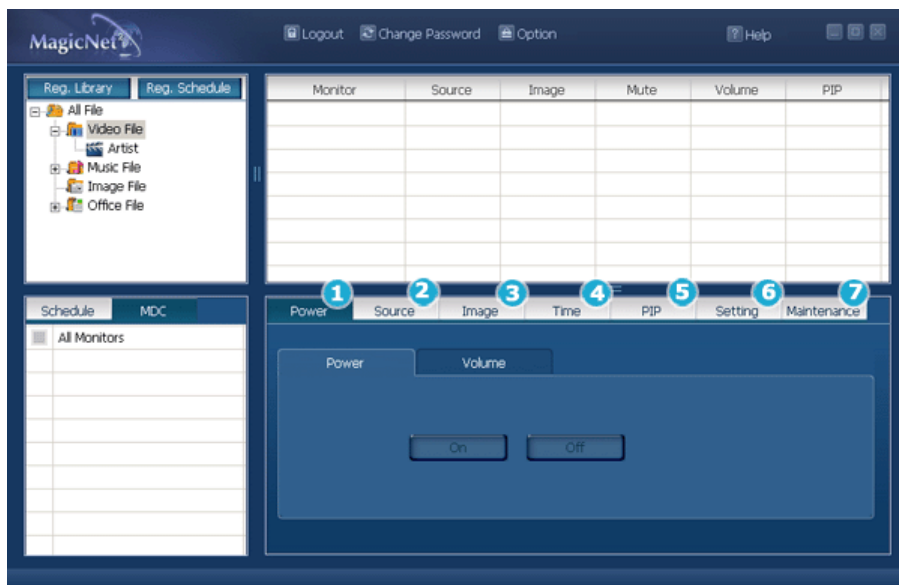 MagicNet
Logout Change Password Option Help
Reg. Library Reg. Schedule
All File
Video File
Artist
Music File
Image File
Office File
Monitor Source Image Mute Volume PIP
1 2 3 4 5 6 7
Schedule MDC
All Monitors
Power Source Image Time PIP Setting Maintenance
Power Volume
On Off